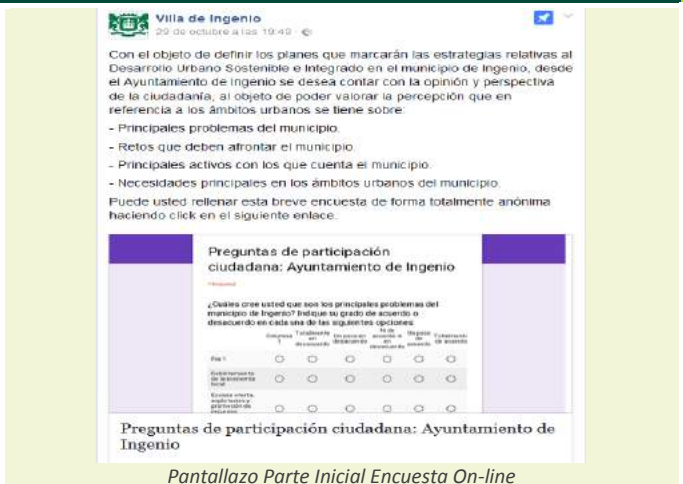 Villa de Ingenio
29 de octubre a las 19:49
Con el objeto de definir los planes que marcarán las estrategias relativas al
Desarrollo Urbano Sostenible e Integrado en el municipio de Ingenio, desde
el Ayuntamiento de Ingenio se desea contar con la opinión y perspectiva
de la ciudadanía, al objeto de poder valorar la percepción que en
referencia a los ámbitos urbanos se tiene sobre:
- Principales problemas del municipio.
- Retos que deben afrontar el municipio.
- Principales activos con los que cuenta el municipio.
- Necesidades principales en los ámbitos urbanos del municipio.
Puede usted rellenar esta breve encuesta de forma totalmente anónima
haciendo click en el siguiente enlace.
Preguntas de participación
ciudadana: Ayuntamiento de Ingenio
¿Cuáles cree usted que son los principales problemas del
municipio de Ingenio? Indique su grado de acuerdo o
desacuerdo en cada una de las siguientes opciones:
Fila 1
de la economía
local
Preguntas de participación ciudadana: Ayuntamiento de
Ingenio
Pantallazo Parte Inicial Encuesta On-line